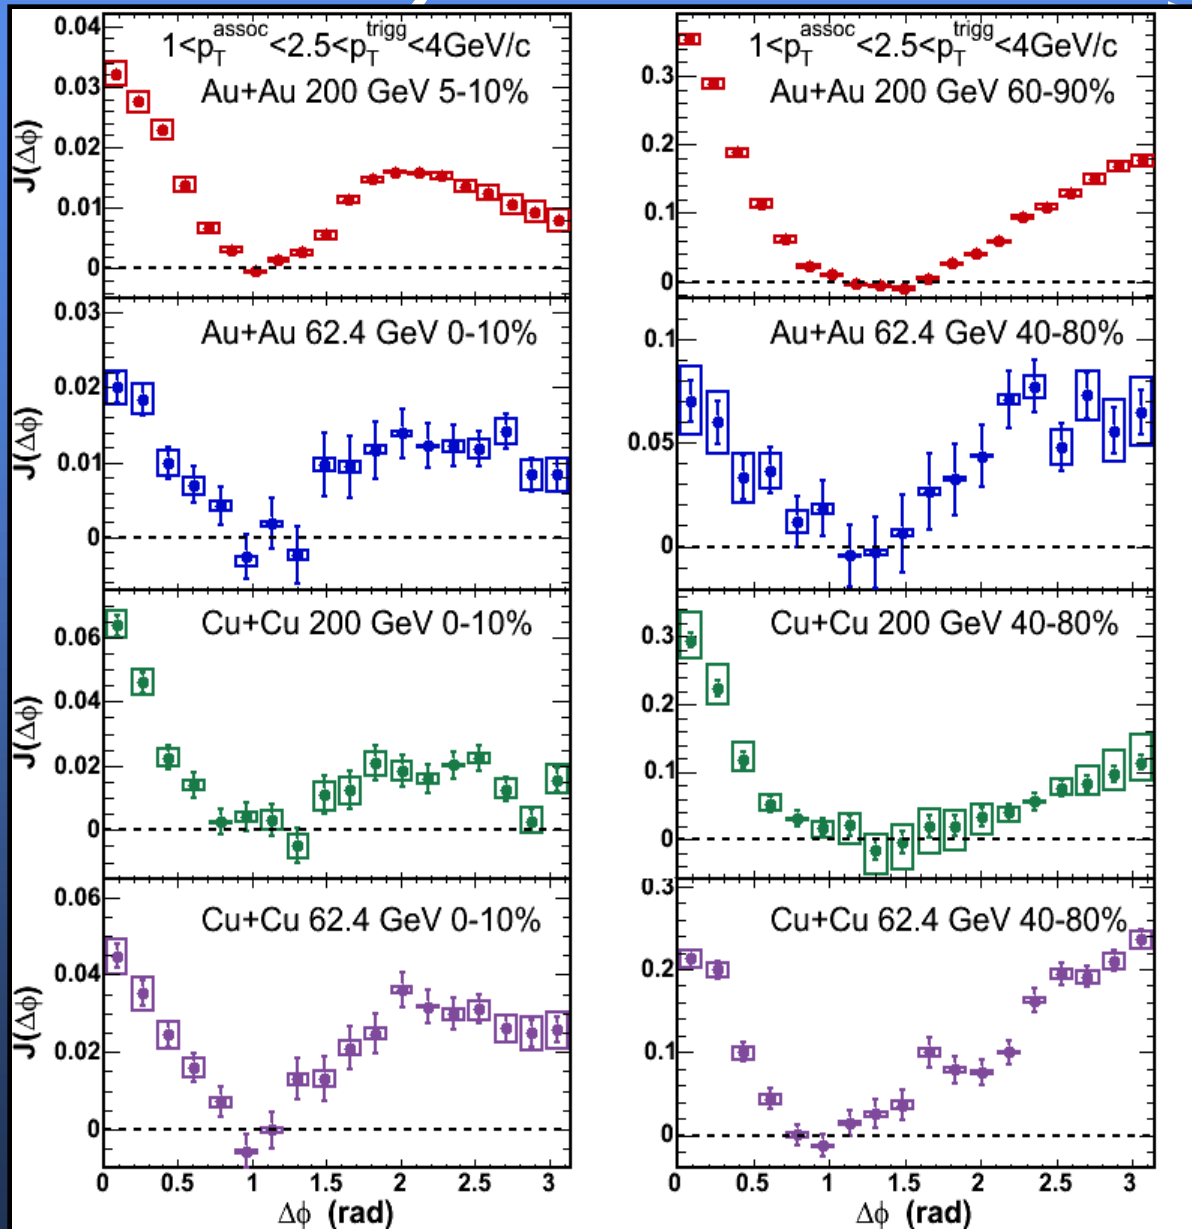 1<p_T^assoc<2.5<p_T^trigg<4GeV/c
Au+Au 200 GeV 5-10%
J(Δϕ)
0.04
0.03
0.02
0.01
0
1<p_T^assoc<2.5<p_T^trigg<4GeV/c
Au+Au 200 GeV 60-90%
0.3
0.2
0.1
0
Au+Au 62.4 GeV 0-10%
J(Δϕ)
0.03
0.02
0.01
0
Au+Au 62.4 GeV 40-80%
0.1
0.05
0
Cu+Cu 200 GeV 0-10%
J(Δϕ)
0.06
0.04
0.02
0
Cu+Cu 200 GeV 40-80%
0.3
0.2
0.1
0
Cu+Cu 62.4 GeV 0-10%
J(Δϕ)
0.06
0.04
0.02
0
0 0.5 1 1.5 2 2.5 3
Δϕ (rad)
Cu+Cu 62.4 GeV 40-80%
0.3
0.2
0.1
0
0 0.5 1 1.5 2 2.5 3
Δϕ (rad)